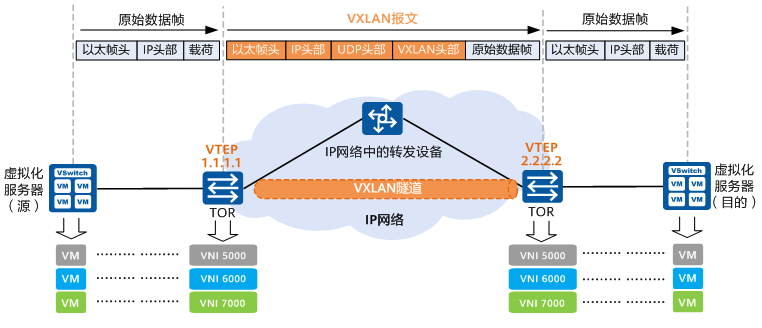 原始数据帧
VXLAN报文
原始数据帧
以太帧头 IP头部 载荷
以太帧头 IP头部 UDP头部 VXLAN头部 原始数据帧
以太帧头 IP头部 载荷
IP网络中的转发设备
VTEP
1.1.1.1
VTEP
2.2.2.2
虚拟化
服务器
（源）
VSwitch
VM VM
VM VM
TOR
VXLAN隧道
IP网络
TOR
VSwitch
VM VM
VM VM
虚拟化
服务器
（目的）
VM ········ ········ VNI 5000
VM ········ ········ VNI 6000
VM ········ ········ VNI 7000
VNI 5000 ········ ········ VM
VNI 6000 ········ ········ VM
VNI 7000 ········ ········ VM